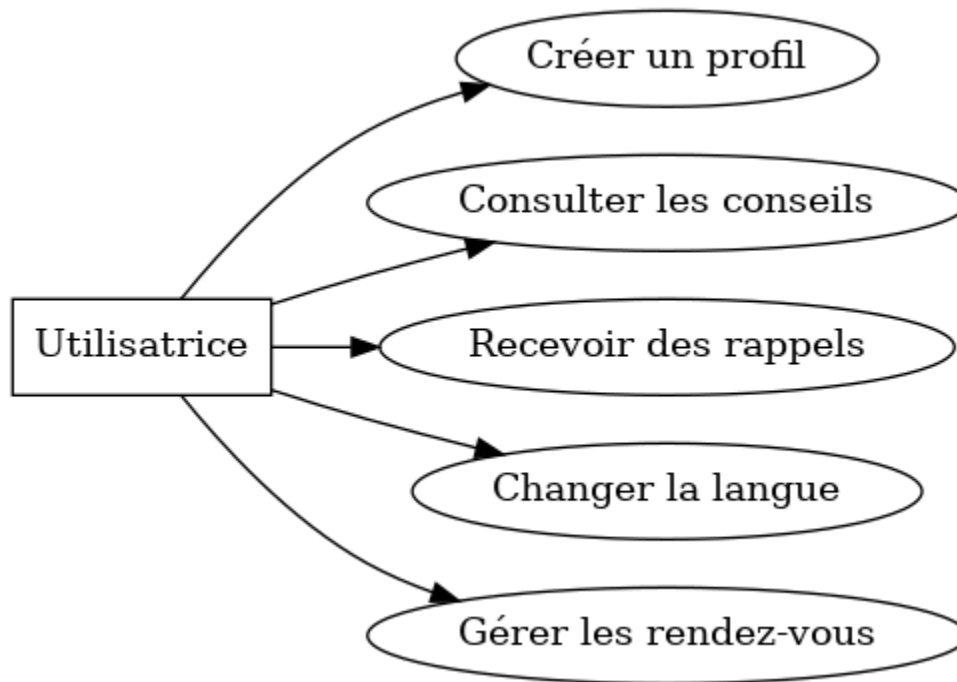 Créer un profil
Consulter les conseils
Utilisatrice
Recevoir des rappels
Changer la langue
Gérer les rendez-vous